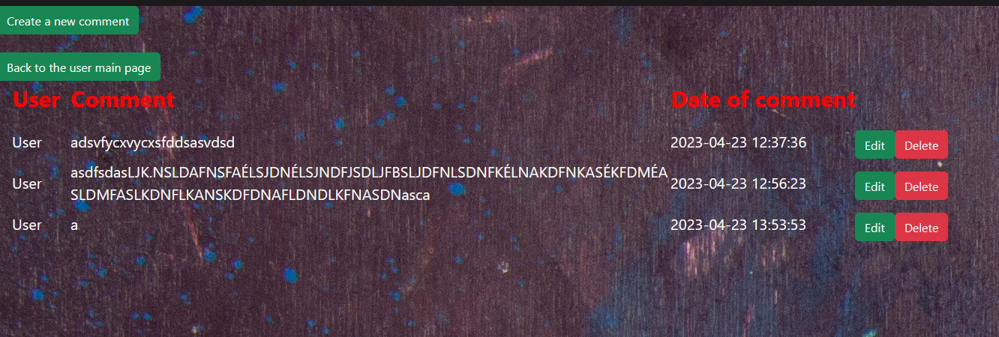 Create a new comment
Back to the user main page
User Comment Date of comment
User adsvfycxvycxsfddsasvdsd 2023-04-23 12:37:36 Edit Delete
asdfsdasLJK.NSLDAFNSFAÉLSJDNÉLSJNDFJSDLJFBSLJDFNLSDNFKÉLNAKDFNKASÉKFDMÉA
User 2023-04-23 12:56:23 Edit Delete
SLDMFASLKDNFLKANSKDFDNAFLDNDLKFNASDNasca
User a 2023-04-23 13:53:53 Edit Delete